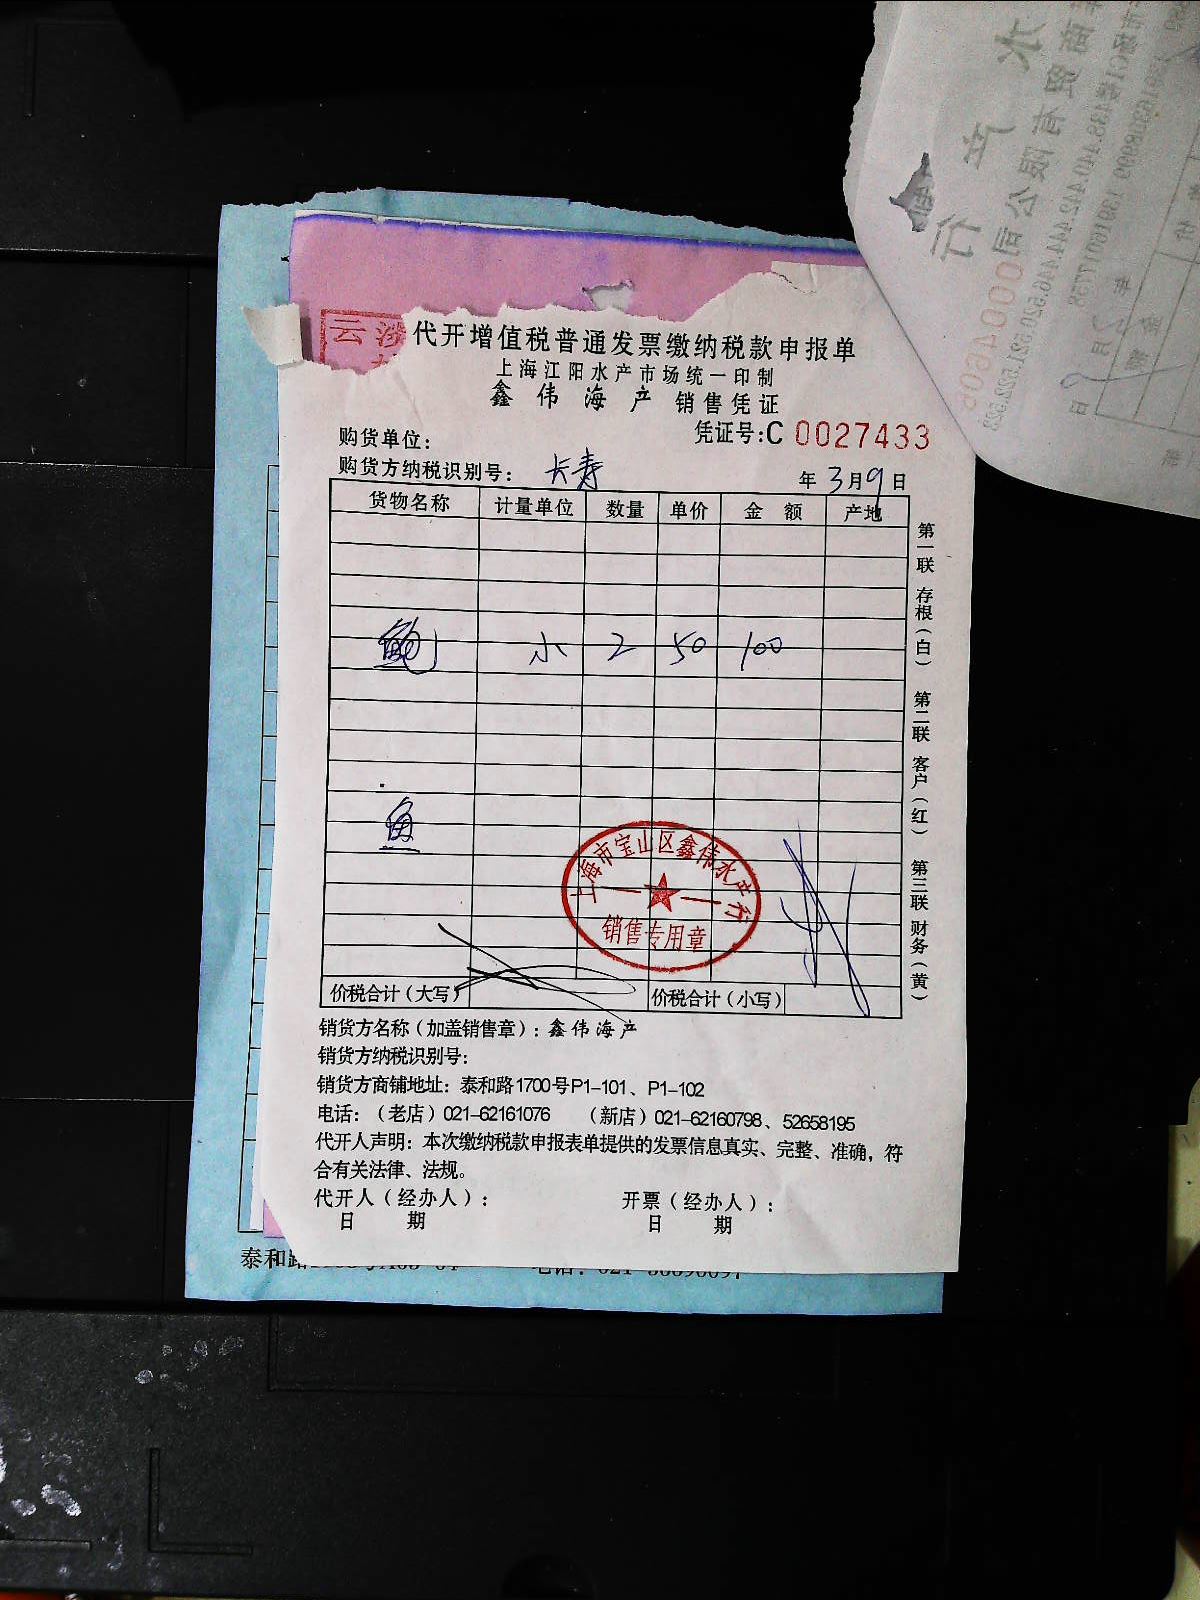 代开增值税普通发票缴纳税款申报单
上海江阳水产市场统一印制
鑫伟海产 销售凭证
凭证号:C 0027433
购货单位:
购货方纳税识别号: 长寿
年 3月9日
货物名称 计量单位 数量 单价 金额 产地
鲍 小 2 50 100
鱼
上海市宝山区鑫伟水产行
销售专用章
价税合计(大写) 价税合计(小写)
第一联 存根(白) 第二联 客户(红) 第三联 财务(黄)
销货方名称(加盖销售章):鑫伟海产
销货方纳税识别号:
销货方商铺地址:泰和路1700号P1-101、P1-102
电话:(老店)021-62161076 (新店)021-62160798、52658195
代开人声明:本次缴纳税款申报表单提供的发票信息真实、完整、准确,符
合有关法律、法规。
代开人(经办人): 开票(经办人):
日 期 日 期
泰和路